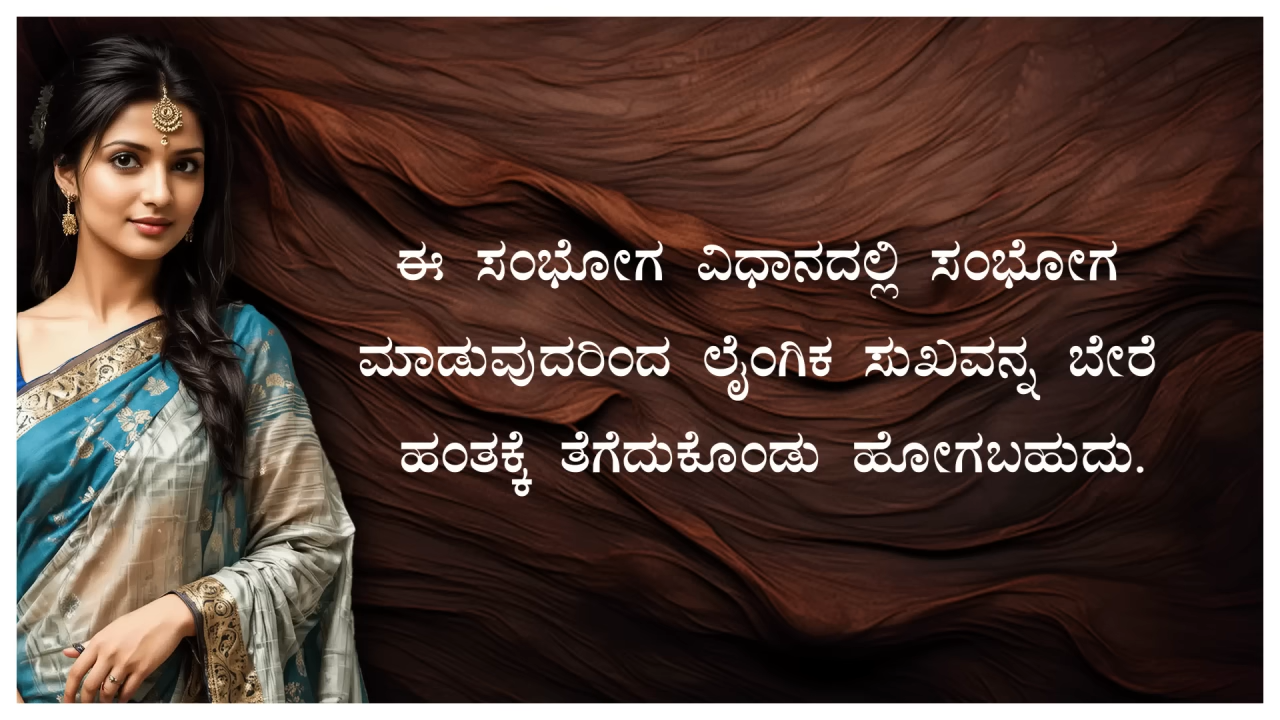 ಈ ಸಂಭೋಗ ವಿಧಾನದಲ್ಲಿ ಸಂಭೋಗ
ಮಾಡುವುದರಿಂದ ಲೈಂಗಿಕ ಸುಖವನ್ನ ಬೇರೆ
ಹಂತಕ್ಕೆ ತೆಗೆದುಕೊಂಡು ಹೋಗಬಹುದು.